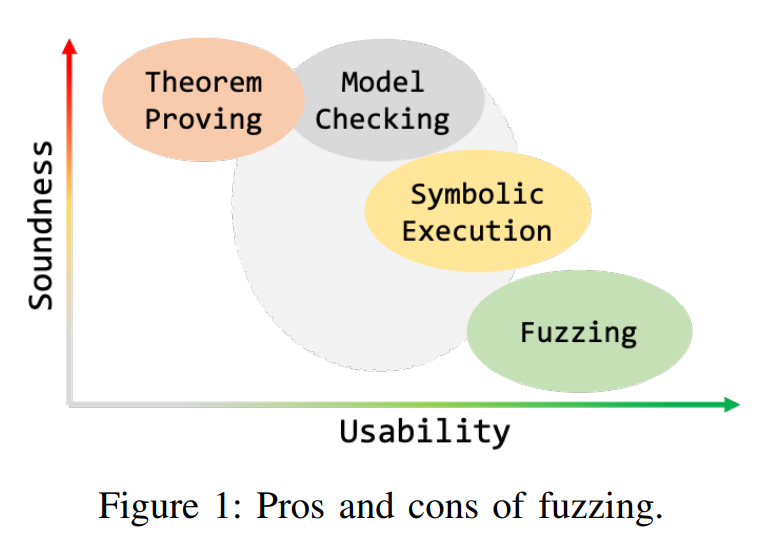 Theorem
Proving
Model
Checking
Symbolic
Execution
Fuzzing
Soundness
Usability
Figure 1: Pros and cons of fuzzing.